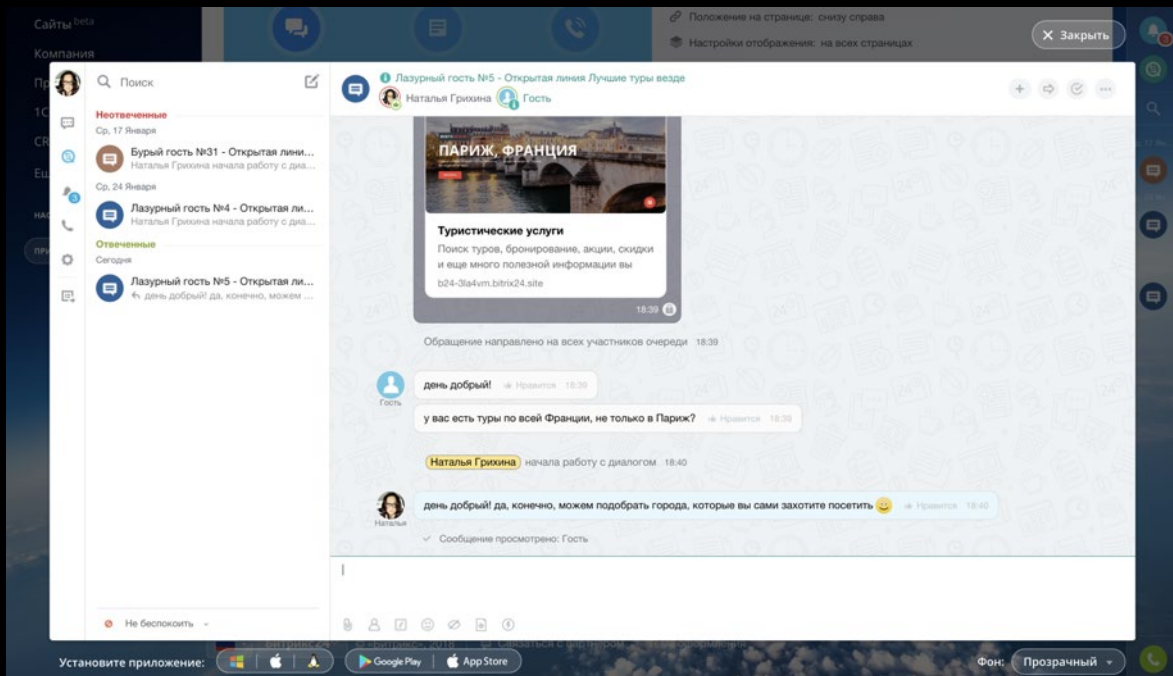 Сайты beta
Компания
Положение на странице: снизу справа
Настройки отображения: на всех страницах
Закрыть
Поиск
Неотвеченные
Ср, 17 Января
Бурый гость №31 - Открытая лини...
Наталья Грихина начала работу с диа...
Ср, 24 Января
Лазурный гость №4 - Открытая ли...
Наталья Грихина начала работу с диа...
Отвеченные
Сегодня
Лазурный гость №5 - Открытая ли...
день добрый! да, конечно, можем ...
Не беспокоить
3
Лазурный гость №5 - Открытая линия Лучшие туры везде
Наталья Грихина Гость
ПАРИЖ, ФРАНЦИЯ
Туристические услуги
Поиск туров, бронирование, акции, скидки
и еще много полезной информации вы
b24-3la4vm.bitrix24.site
18:39
Обращение направлено на всех участников очереди 18:39
день добрый! Нравится 18:39
Гость
у вас есть туры по всей Франции, не только в Париж? Нравится 18:39
Наталья Грихина начала работу с диалогом 18:40
день добрый! да, конечно, можем подобрать города, которые вы сами захотите посетить Нравится 18:40
Наталья
Сообщение просмотрено: Гость
Установите приложение:
Google Play
App Store
Фон: Прозрачный